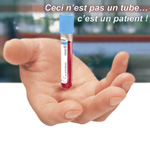 Ceci n'est pas un tube...
c'est un patient !